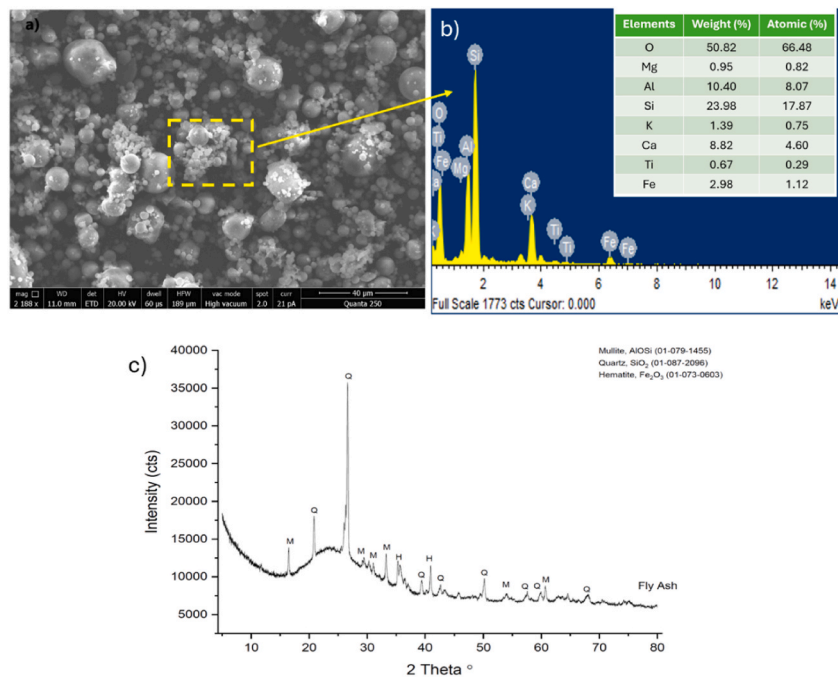 a)
mag WD det HV dwell HFW vac mode spot curr 40 µm
2 188 x 11.0 mm ETD 20.00 kV 60 µs 189 µm High vacuum 2.0 21 pA Quanta 250
b)
Elements Weight (%) Atomic (%)
O 50.82 66.48
Mg 0.95 0.82
Al 10.40 8.07
Si 23.98 17.87
K 1.39 0.75
Ca 8.82 4.60
Ti 0.67 0.29
Fe 2.98 1.12
Si
O
Ti
Fe
a
K
Al
Mg
Ca
K
Ti
Ti
Fe
Fe
2 4 6 8 10 12 14
Full Scale 1773 cts Cursor: 0.000 keV
c)
Mullite, AlOSi (01-079-1455)
Quartz, SiO₂ (01-087-2096)
Hematite, Fe₂O₃ (01-073-0603)
Intensity (cts)
40000
35000
30000
25000
20000
15000
10000
5000
M Q Q M M M H Q H Q Q M Q Q M Q
Fly Ash
10 20 30 40 50 60 70 80
2 Theta °